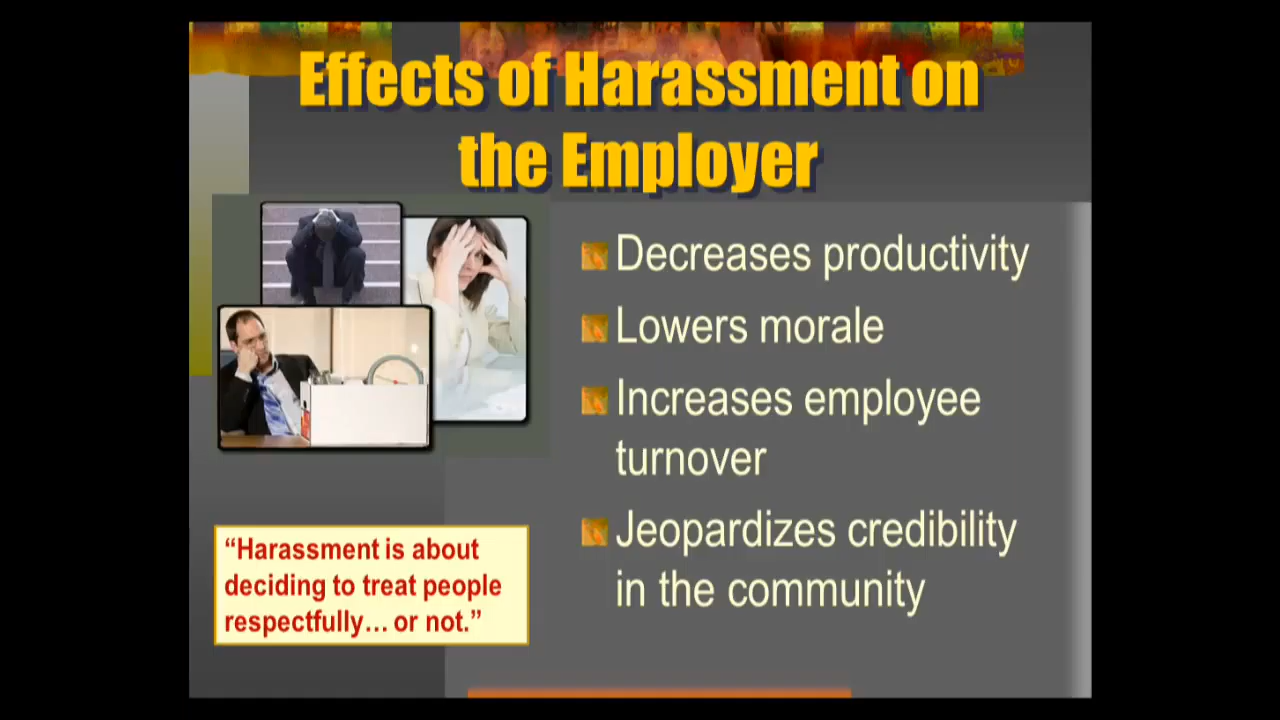 Effects of Harassment on
the Employer
Decreases productivity
Lowers morale
Increases employee
turnover
Jeopardizes credibility
in the community
“Harassment is about
deciding to treat people
respectfully… or not.”